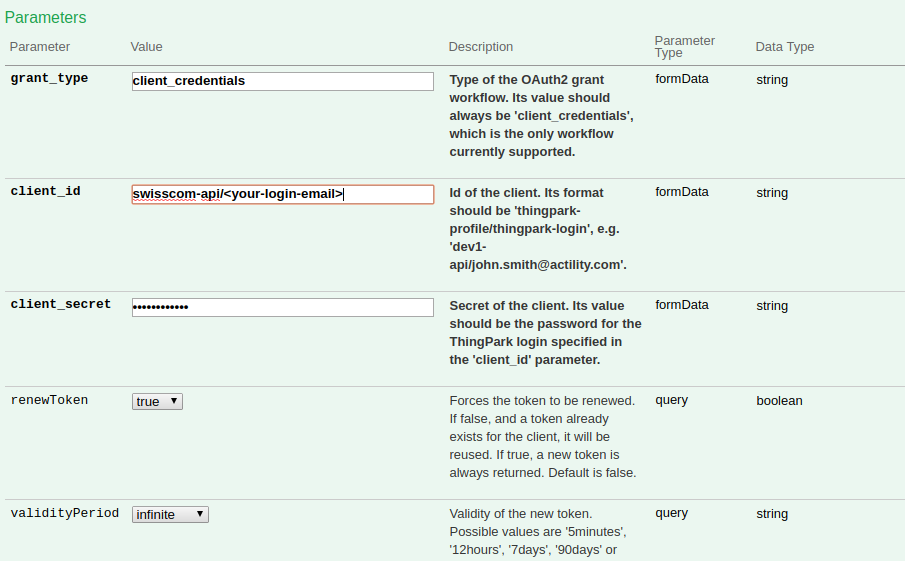 Parameters
Parameter Value Description Parameter Type Data Type
grant_type client_credentials Type of the OAuth2 grant formData string
workflow. Its value should
always be 'client_credentials',
which is the only workflow
currently supported.
client_id swisscom-api/<your-login-email> Id of the client. Its format formData string
should be 'thingpark-
profile/thingpark-login', e.g.
'dev1-
api/john.smith@actility.com'.
client_secret •••••••••••• Secret of the client. Its value formData string
should be the password for the
ThingPark login specified in
the 'client_id' parameter.
renewToken true Forces the token to be renewed. query boolean
If false, and a token already
exists for the client, it will be
reused. If true, a new token is
always returned. Default is false.
validityPeriod infinite Validity of the new token. query string
Possible values are '5minutes',
'12hours', '7days', '90days' or